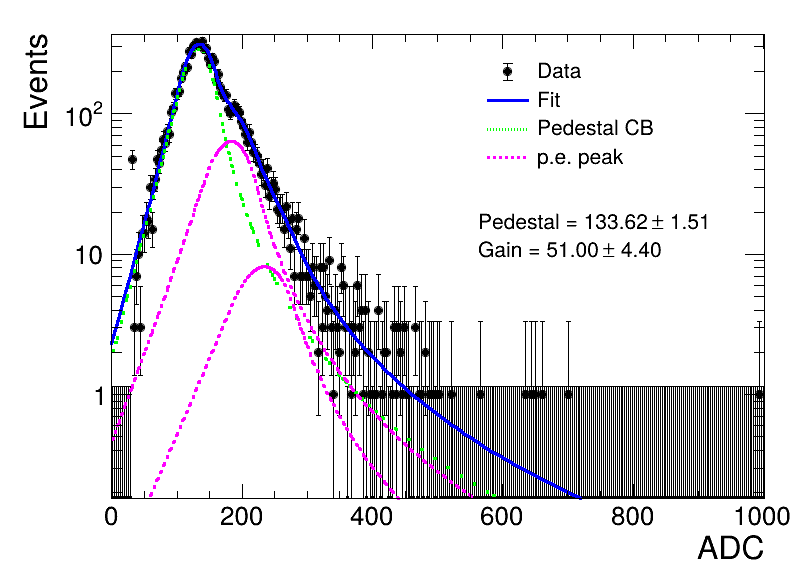 Events
10²
10
1
Data
Fit
Pedestal CB
p.e. peak
Pedestal = 133.62 ± 1.51
Gain = 51.00 ± 4.40
0 200 400 600 800 1000
ADC